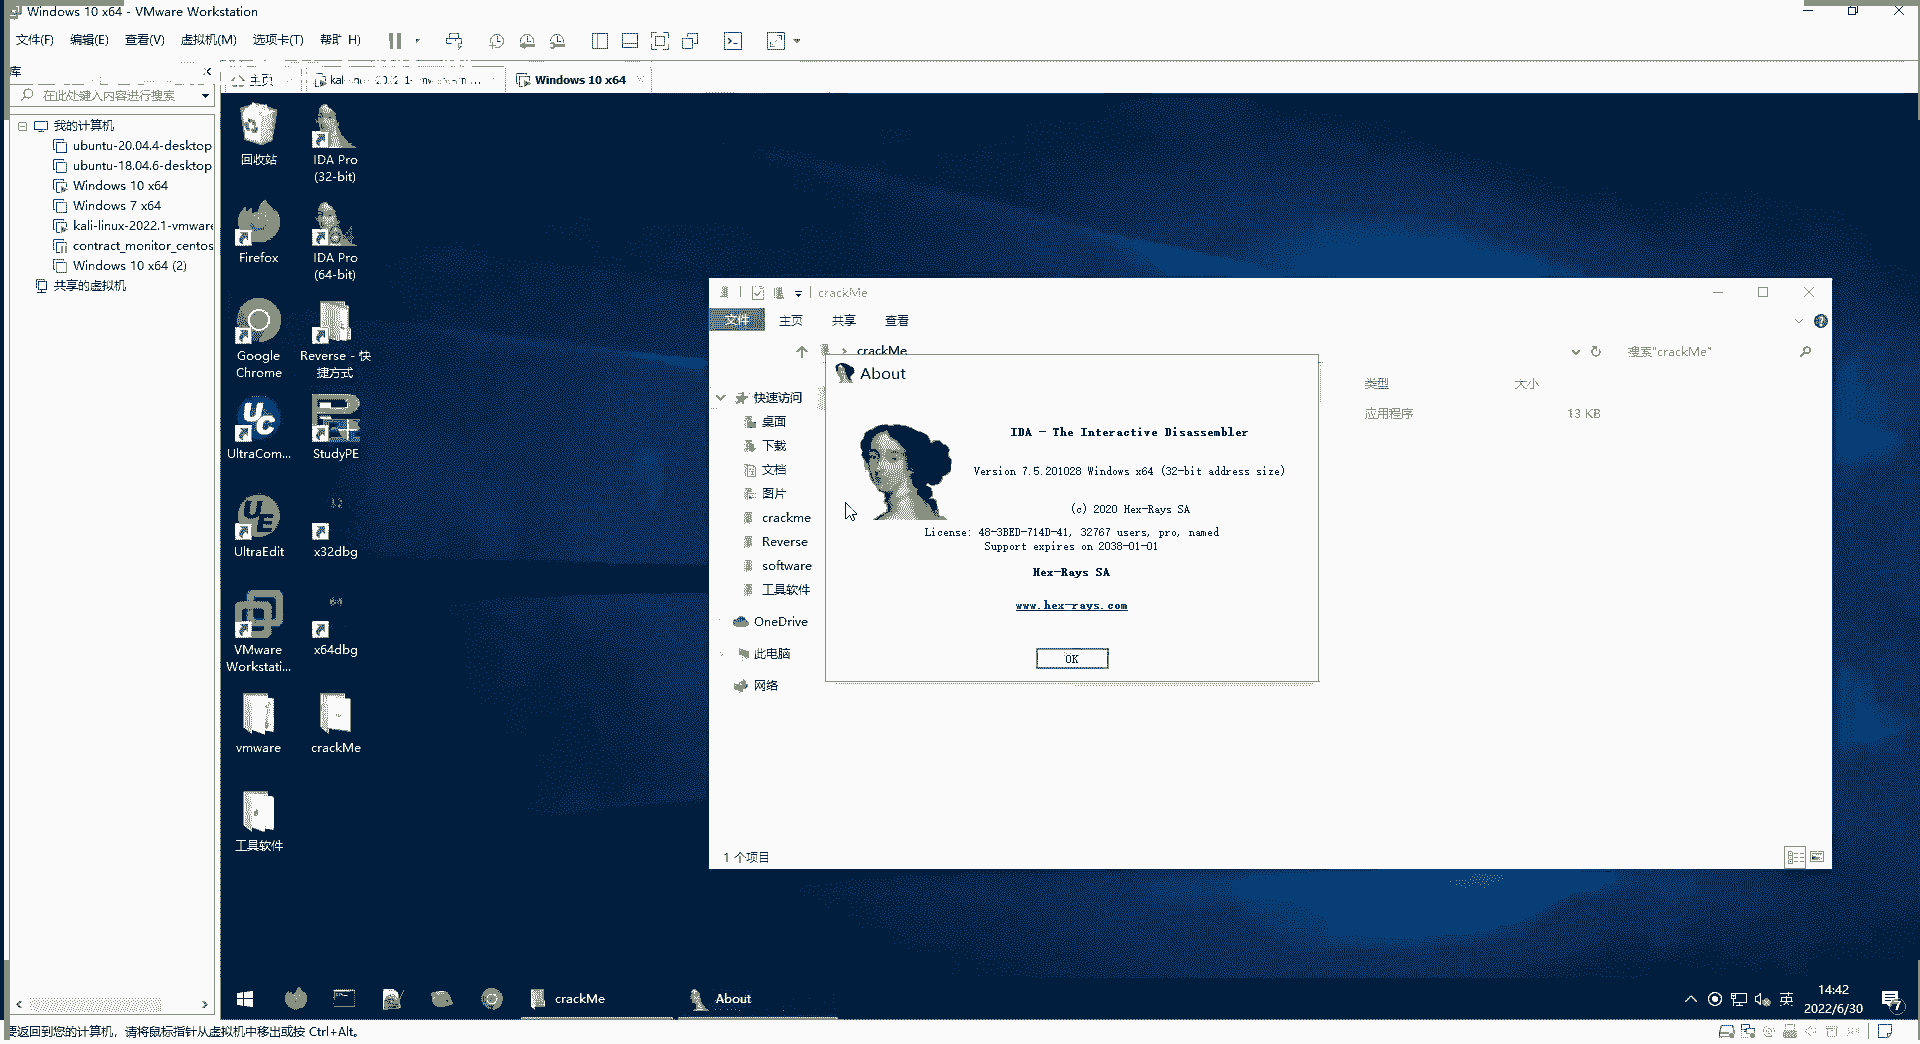 Windows 10 x64 - VMware Workstation
文件(F) 编辑(E) 查看(V) 虚拟机(M) 选项卡(T) 帮助 H)
库
主页
Windows 10 x64
在此处键入内容进行搜索
我的计算机
ubuntu-20.04.4-desktop
ubuntu-18.04.6-desktop
Windows 10 x64
Windows 7 x64
kali-linux-2022.1-vmware
contract_monitor_centos
Windows 10 x64 (2)
共享的虚拟机
回收站
IDA Pro
(32-bit)
Firefox
IDA Pro
(64-bit)
Google
Chrome
Reverse - 快
捷方式
UltraCom...
StudyPE
UltraEdit
x32dbg
VMware
Workstati...
x64dbg
vmware
crackMe
工具软件
crackMe
文件 主页 共享 查看
crackMe
搜索"crackMe"
类型 大小
应用程序 13 KB
快速访问
桌面
下载
文档
图片
crackme
Reverse
software
工具软件
OneDrive
此电脑
网络
1 个项目
About
IDA - The Interactive Disassembler
Version 7.5.201028 Windows x64 (32-bit address size)
(c) 2020 Hex-Rays SA
License: 48-3BED-714D-41, 32767 users, pro, named
Support expires on 2038-01-01
Hex-Rays SA
www.hex-rays.com
OK
crackMe
About
英
14:42
2022/6/30
7
要返回到您的计算机，请将鼠标指针从虚拟机中移出或按 Ctrl+Alt。